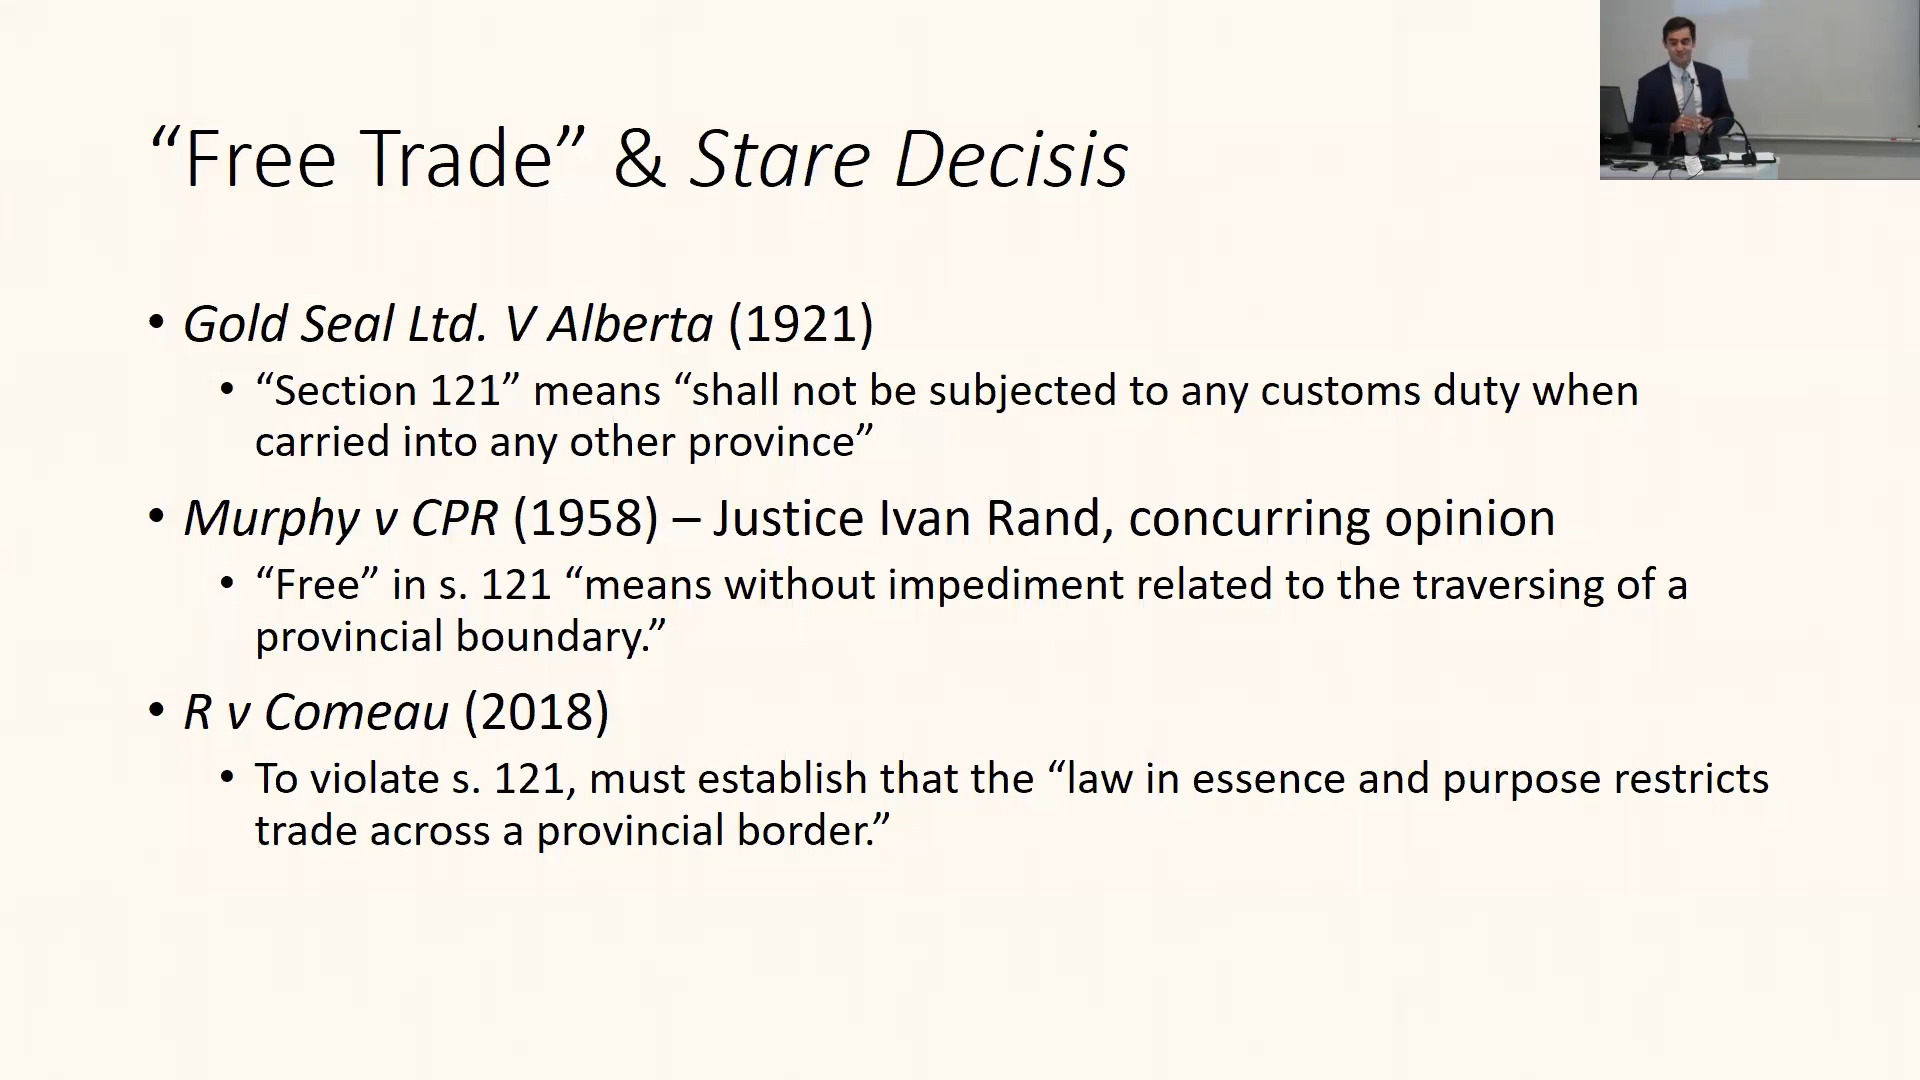 “Free Trade” & Stare Decisis
• Gold Seal Ltd. V Alberta (1921)
• “Section 121” means “shall not be subjected to any customs duty when
carried into any other province”
• Murphy v CPR (1958) – Justice Ivan Rand, concurring opinion
• “Free” in s. 121 “means without impediment related to the traversing of a
provincial boundary.”
• R v Comeau (2018)
• To violate s. 121, must establish that the “law in essence and purpose restricts
trade across a provincial border.”